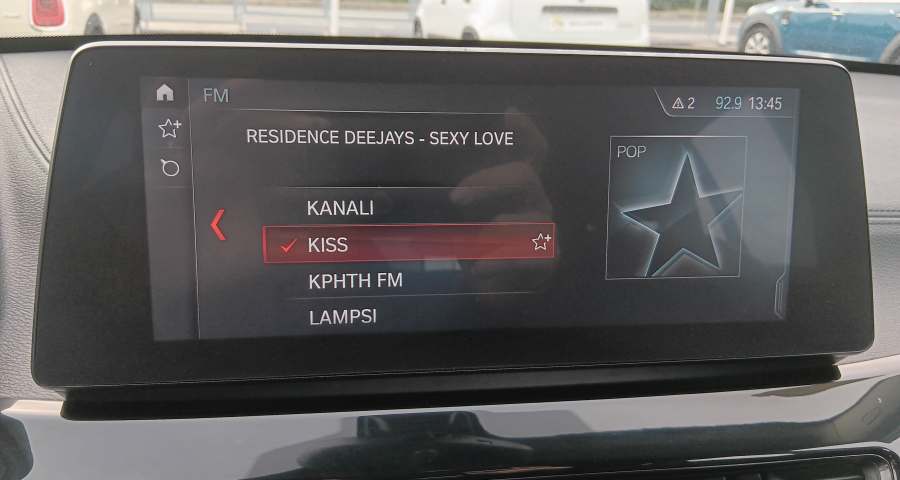 FM
2 92.9 13:45
RESIDENCE DEEJAYS - SEXY LOVE
POP
KANALI
KISS
KPHTH FM
LAMPSI